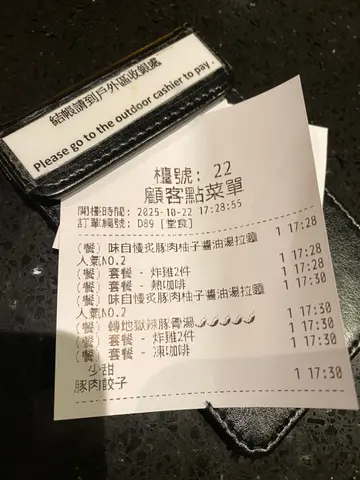 結帳請到戶外區收銀處
Please go to the outdoor cashier to pay .
檯號: 22
顧客點菜單
開檯時間: 2025-10-22 17:28:55
訂單編號: D89 [堂食]
(餐) 味自慢炙豚肉柚子醬油湯拉麵 1 17:28
人氣NO.2
(餐) 套餐 - 炸雞2件 1 17:28
(餐) 套餐 - 熱咖啡 1 17:28
(餐) 味自慢炙豚肉柚子醬油湯拉麵 1 17:30
人氣NO.2
(餐) 轉地獄辣豚骨湯🌶🌶🌶🌶🌶 1 17:30
(餐) 套餐 - 炸雞2件 1 17:30
(餐) 套餐 - 凍咖啡 1 17:30
少甜
豚肉餃子 1 17:30